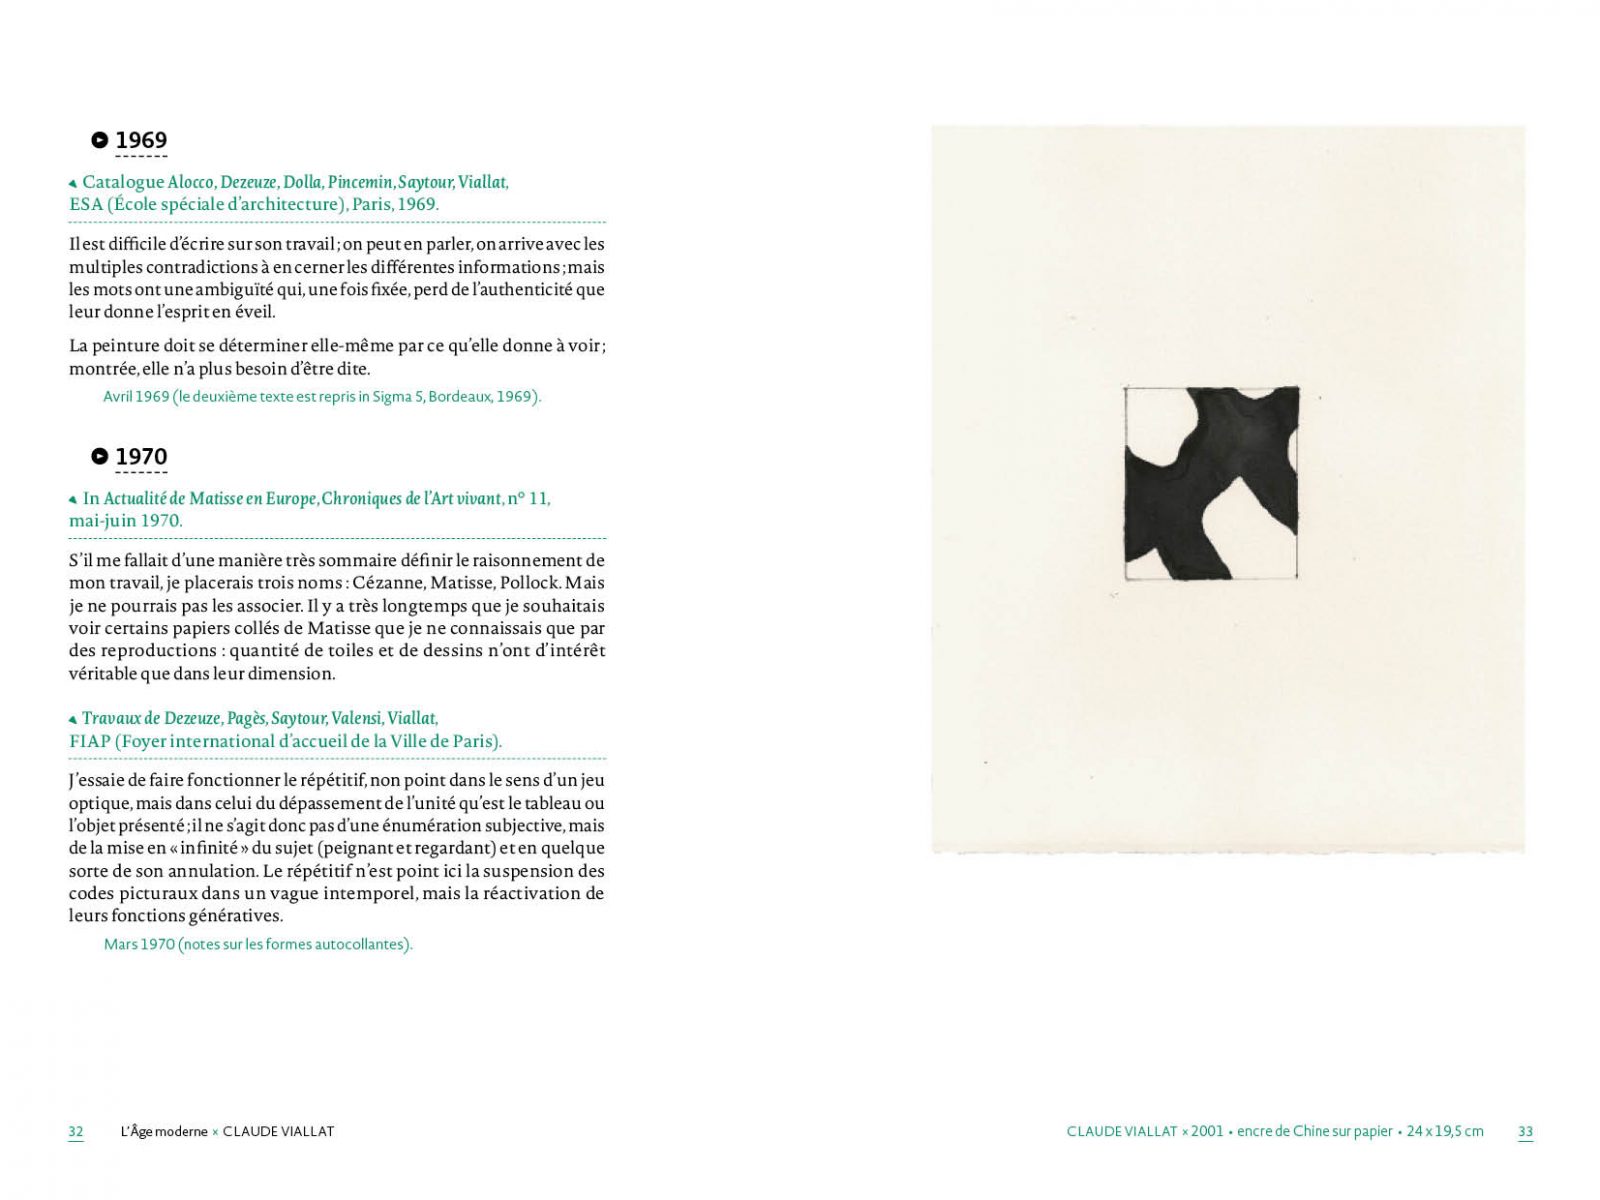 1969
Catalogue Alocco, Dezeuze, Dolla, Pincemin, Saytour, Viallat,
ESA (École spéciale d’architecture), Paris, 1969.
Il est difficile d’écrire sur son travail ; on peut en parler, on arrive avec les
multiples contradictions à en cerner les différentes informations ; mais
les mots ont une ambiguïté qui, une fois fixée, perd de l’authenticité que
leur donne l’esprit en éveil.
La peinture doit se déterminer elle-même par ce qu’elle donne à voir ;
montrée, elle n’a plus besoin d’être dite.
Avril 1969 (le deuxième texte est repris in Sigma 5, Bordeaux, 1969).
1970
In Actualité de Matisse en Europe, Chroniques de l’Art vivant, nº 11,
mai-juin 1970.
S’il me fallait d’une manière très sommaire définir le raisonnement de
mon travail, je placerais trois noms : Cézanne, Matisse, Pollock. Mais
je ne pourrais pas les associer. Il y a très longtemps que je souhaitais
voir certains papiers collés de Matisse que je ne connaissais que par
des reproductions : quantité de toiles et de dessins n’ont d’intérêt
véritable que dans leur dimension.
Travaux de Dezeuze, Pagès, Saytour, Valensi, Viallat,
FIAP (Foyer international d’accueil de la Ville de Paris).
J’essaie de faire fonctionner le répétitif, non point dans le sens d’un jeu
optique, mais dans celui du dépassement de l’unité qu’est le tableau ou
l’objet présenté ; il ne s’agit donc pas d’une énumération subjective, mais
de la mise en « infinité » du sujet (peignant et regardant) et en quelque
sorte de son annulation. Le répétitif n’est point ici la suspension des
codes picturaux dans un vague intemporel, mais la réactivation de
leurs fonctions génératives.
Mars 1970 (notes sur les formes autocollantes).
32 L’Âge moderne × CLAUDE VIALLAT
CLAUDE VIALLAT × 2001 • encre de Chine sur papier • 24 x 19,5 cm 33